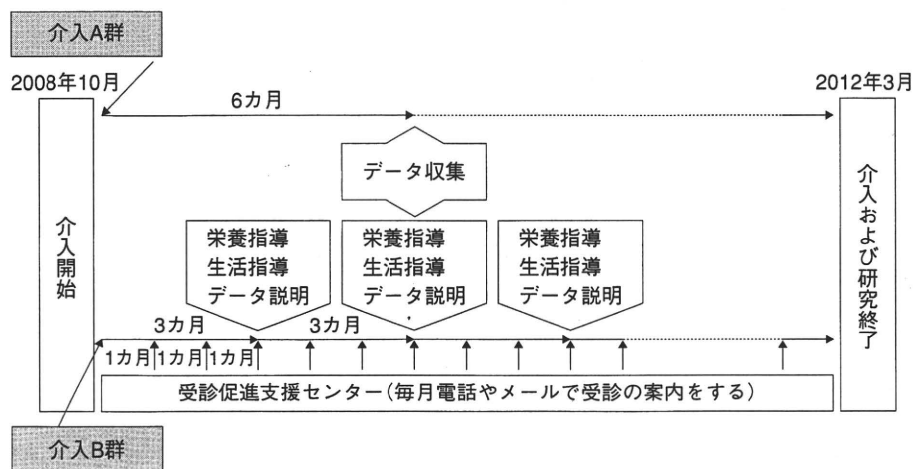 介入A群
2008年10月
2012年3月
6カ月
データ収集
介入開始
栄養指導
生活指導
データ説明
栄養指導
生活指導
データ説明
栄養指導
生活指導
データ説明
介入および研究終了
3カ月
3カ月
1カ月
1カ月
1カ月
受診促進支援センター(毎月電話やメールで受診の案内をする)
介入B群